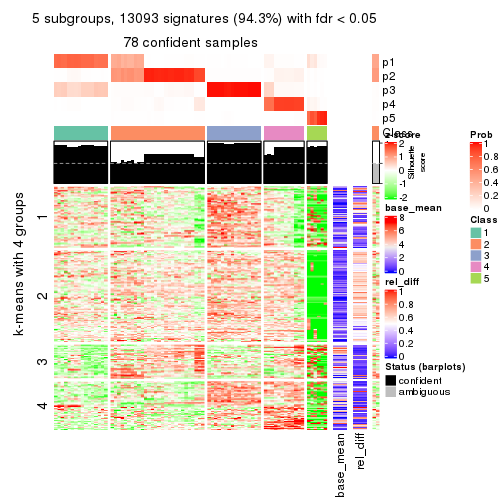 5 subgroups, 13093 signatures (94.3%) with fdr < 0.05
78 confident samples
p1
p2
p3
p4
p5
Class
Silhouette
score
k-means with 4 groups
1
2
3
4
base_mean
rel_diff
z-score
2
1
0
-1
-2
base_mean
8
6
4
2
0
rel_diff
1
0.8
0.6
0.4
0.2
0
Status (barplots)
confident
ambiguous
Prob
1
0.8
0.6
0.4
0.2
0
Class
1
2
3
4
5